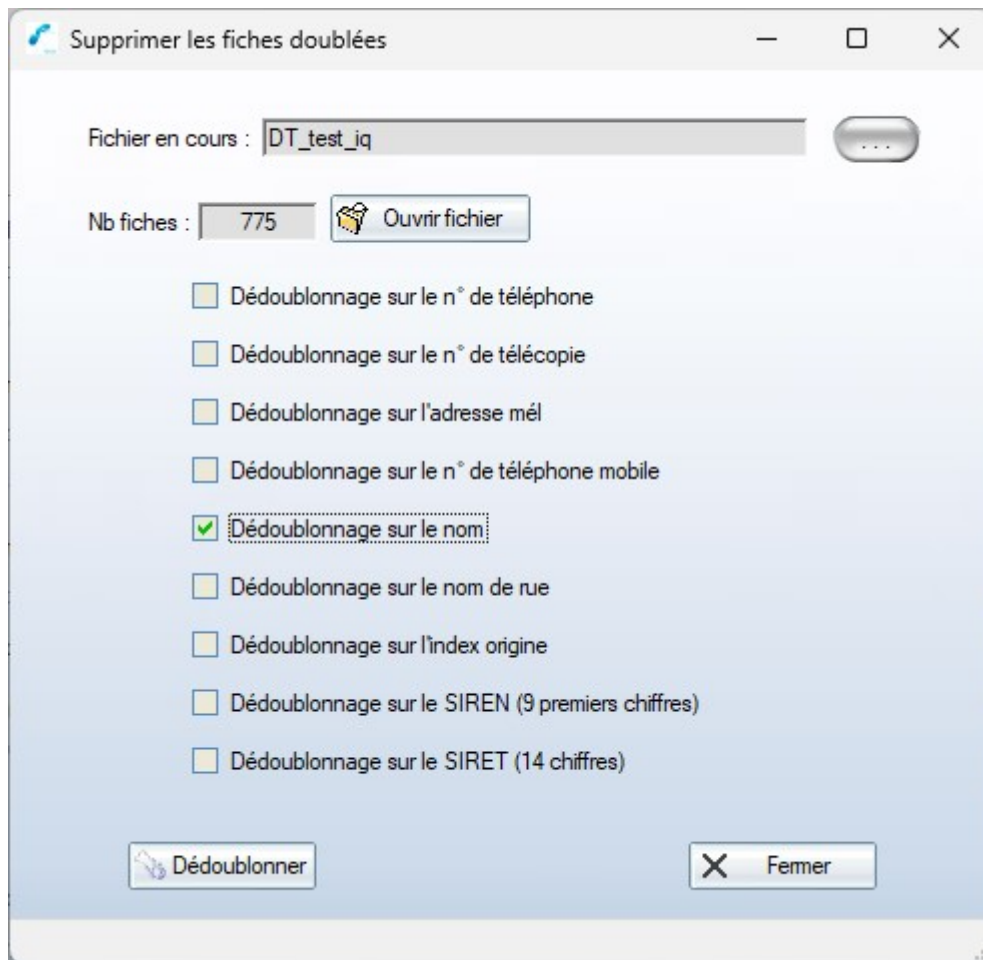 Supprimer les fiches doublées
Fichier en cours : DT_test_iq ...
Nb fiches : 775 Ouvrir fichier
Dédoublonnage sur le n° de téléphone
Dédoublonnage sur le n° de télécopie
Dédoublonnage sur l'adresse mél
Dédoublonnage sur le n° de téléphone mobile
Dédoublonnage sur le nom
Dédoublonnage sur le nom de rue
Dédoublonnage sur l'index origine
Dédoublonnage sur le SIREN (9 premiers chiffres)
Dédoublonnage sur le SIRET (14 chiffres)
Dédoublonner Fermer